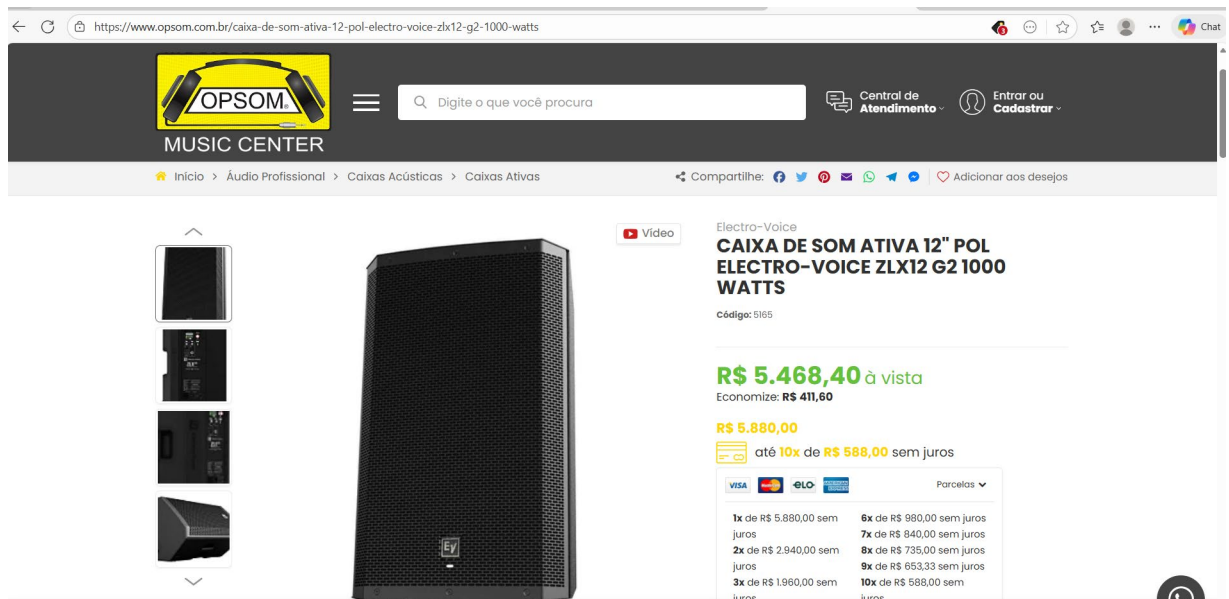 https://www.opsom.com.br/caixa-de-som-ativa-12-pol-electro-voice-zlx12-g2-1000-watts
3
Chat
OPSOM
MUSIC CENTER
Digite o que você procura
Central de
Atendimento
Entrar ou
Cadastrar
Início > Áudio Profissional > Caixas Acústicas > Caixas Ativas
Compartilhe:
Adicionar aos desejos
Vídeo
Electro-Voice
CAIXA DE SOM ATIVA 12" POL
ELECTRO-VOICE ZLX12 G2 1000
WATTS
Código: 5165
R$ 5.468,40 à vista
Economize: R$ 411,60
R$ 5.880,00
até 10x de R$ 588,00 sem juros
VISA
elo
Parcelas
1x de R$ 5.880,00 sem
juros
2x de R$ 2.940,00 sem
juros
3x de R$ 1.960,00 sem
juros
6x de R$ 980,00 sem juros
7x de R$ 840,00 sem juros
8x de R$ 735,00 sem juros
9x de R$ 653,33 sem juros
10x de R$ 588,00 sem
juros
EV